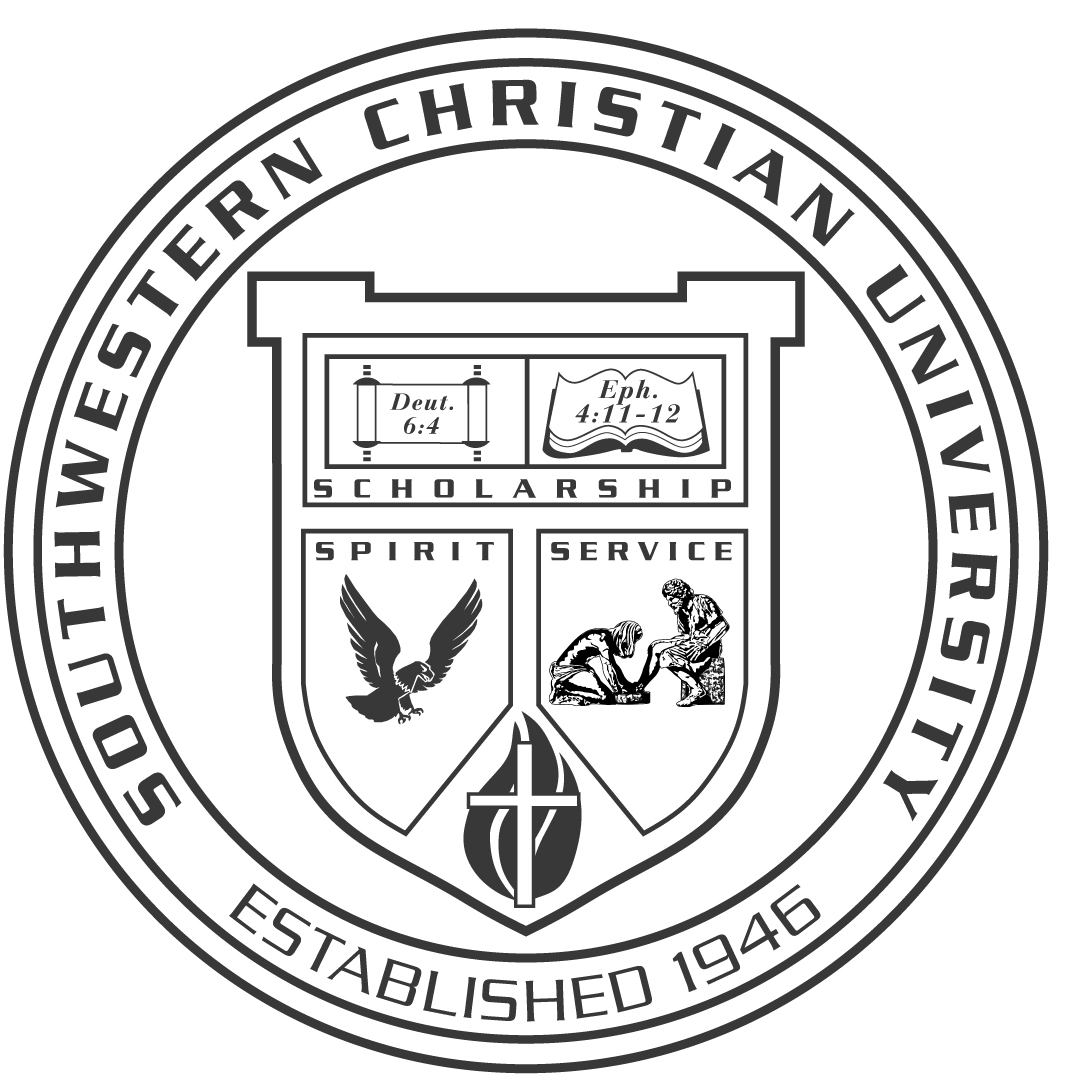 SOUTHWESTERN CHRISTIAN UNIVERSITY
Deut.
6:4
Eph.
4:11-12
SCHOLARSHIP
SPIRIT
SERVICE
ESTABLISHED 1946